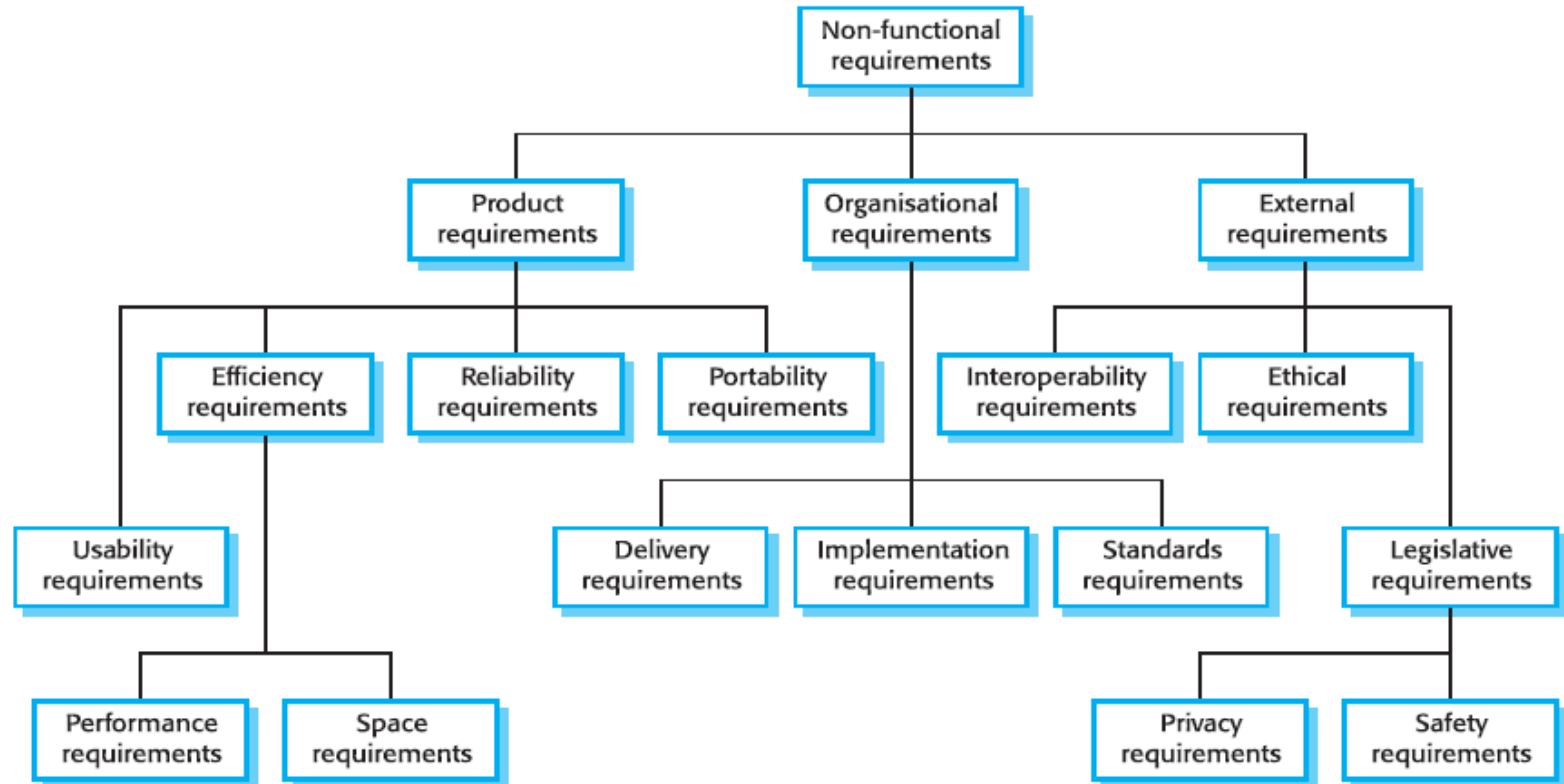 Non-functional
requirements
Product
requirements
Organisational
requirements
External
requirements
Efficiency
requirements
Reliability
requirements
Portability
requirements
Interoperability
requirements
Ethical
requirements
Usability
requirements
Delivery
requirements
Implementation
requirements
Standards
requirements
Legislative
requirements
Performance
requirements
Space
requirements
Privacy
requirements
Safety
requirements